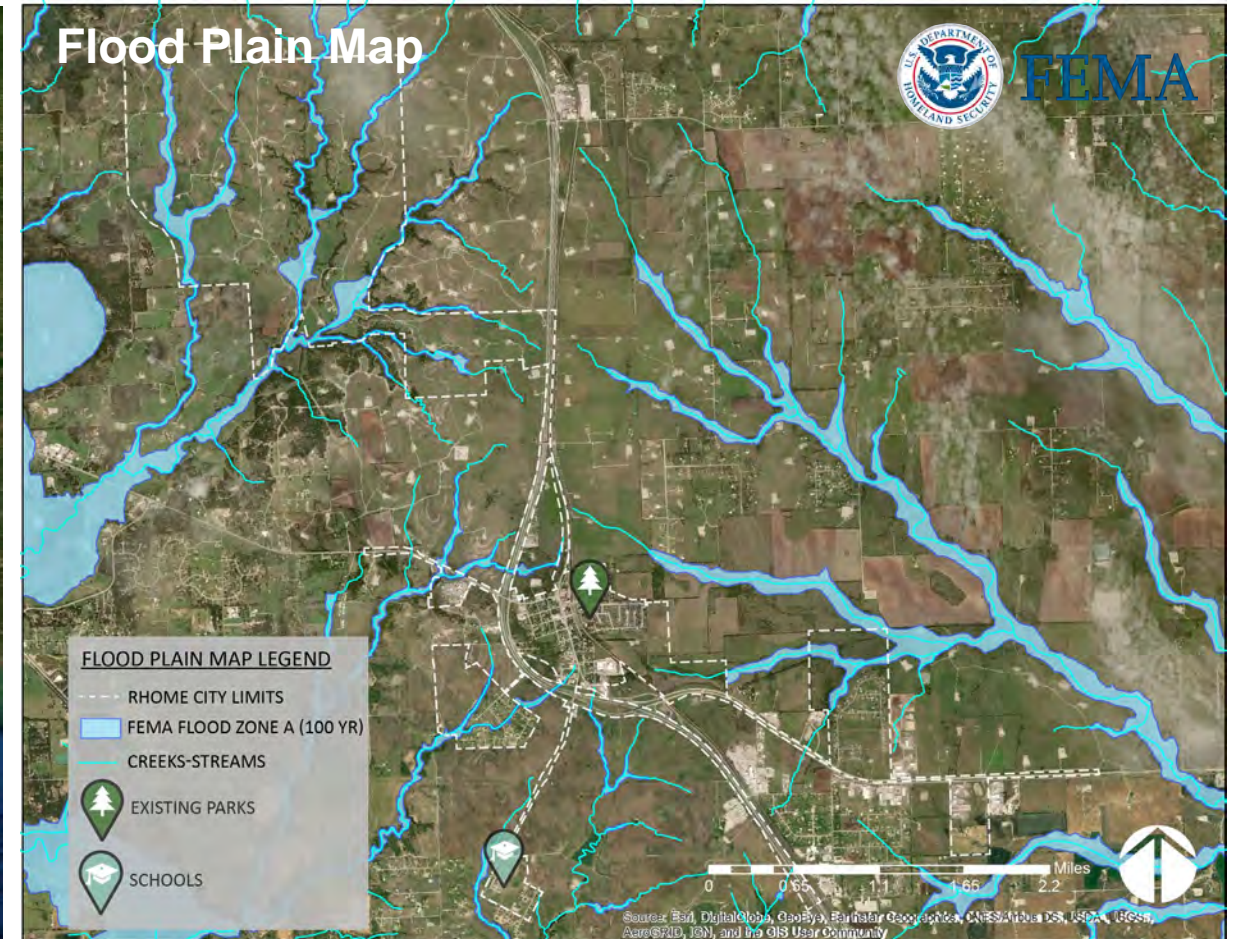 Flood Plain Map
U.S. DEPARTMENT OF
HOMELAND SECURITY
FEMA
FLOOD PLAIN MAP LEGEND
RHOME CITY LIMITS
FEMA FLOOD ZONE A (100 YR)
CREEKS-STREAMS
EXISTING PARKS
SCHOOLS
Miles
0 0.55 1.1 1.65 2.2
Source: Esri, DigitalGlobe, GeoEye, Earthstar Geographics, CNES/Airbus DS, USDA, USGS,
AeroGRID, IGN, and the GIS User Community